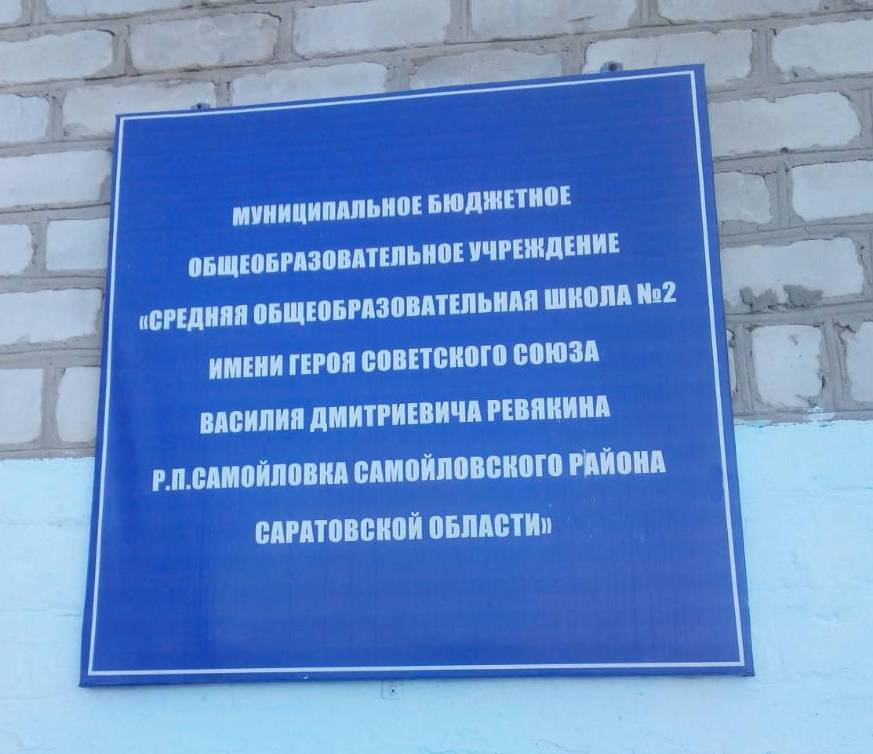 МУНИЦИПАЛЬНОЕ БЮДЖЕТНОЕ
ОБЩЕОБРАЗОВАТЕЛЬНОЕ УЧРЕЖДЕНИЕ
«СРЕДНЯЯ ОБЩЕОБРАЗОВАТЕЛЬНАЯ ШКОЛА №2
ИМЕНИ ГЕРОЯ СОВЕТСКОГО СОЮЗА
ВАСИЛИЯ ДМИТРИЕВИЧА РЕВЯКИНА
Р.П.САМОЙЛОВКА САМОЙЛОВСКОГО РАЙОНА
САРАТОВСКОЙ ОБЛАСТИ»